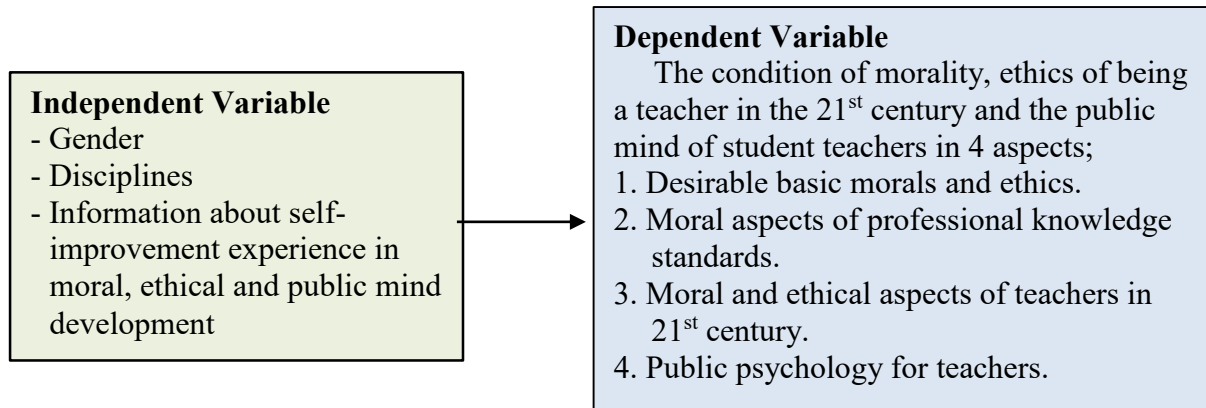 Independent Variable
- Gender
- Disciplines
- Information about self-
improvement experience in
moral, ethical and public mind
development
Dependent Variable
The condition of morality, ethics of being
a teacher in the 21st century and the public
mind of student teachers in 4 aspects;
1. Desirable basic morals and ethics.
2. Moral aspects of professional knowledge
standards.
3. Moral and ethical aspects of teachers in
21st century.
4. Public psychology for teachers.